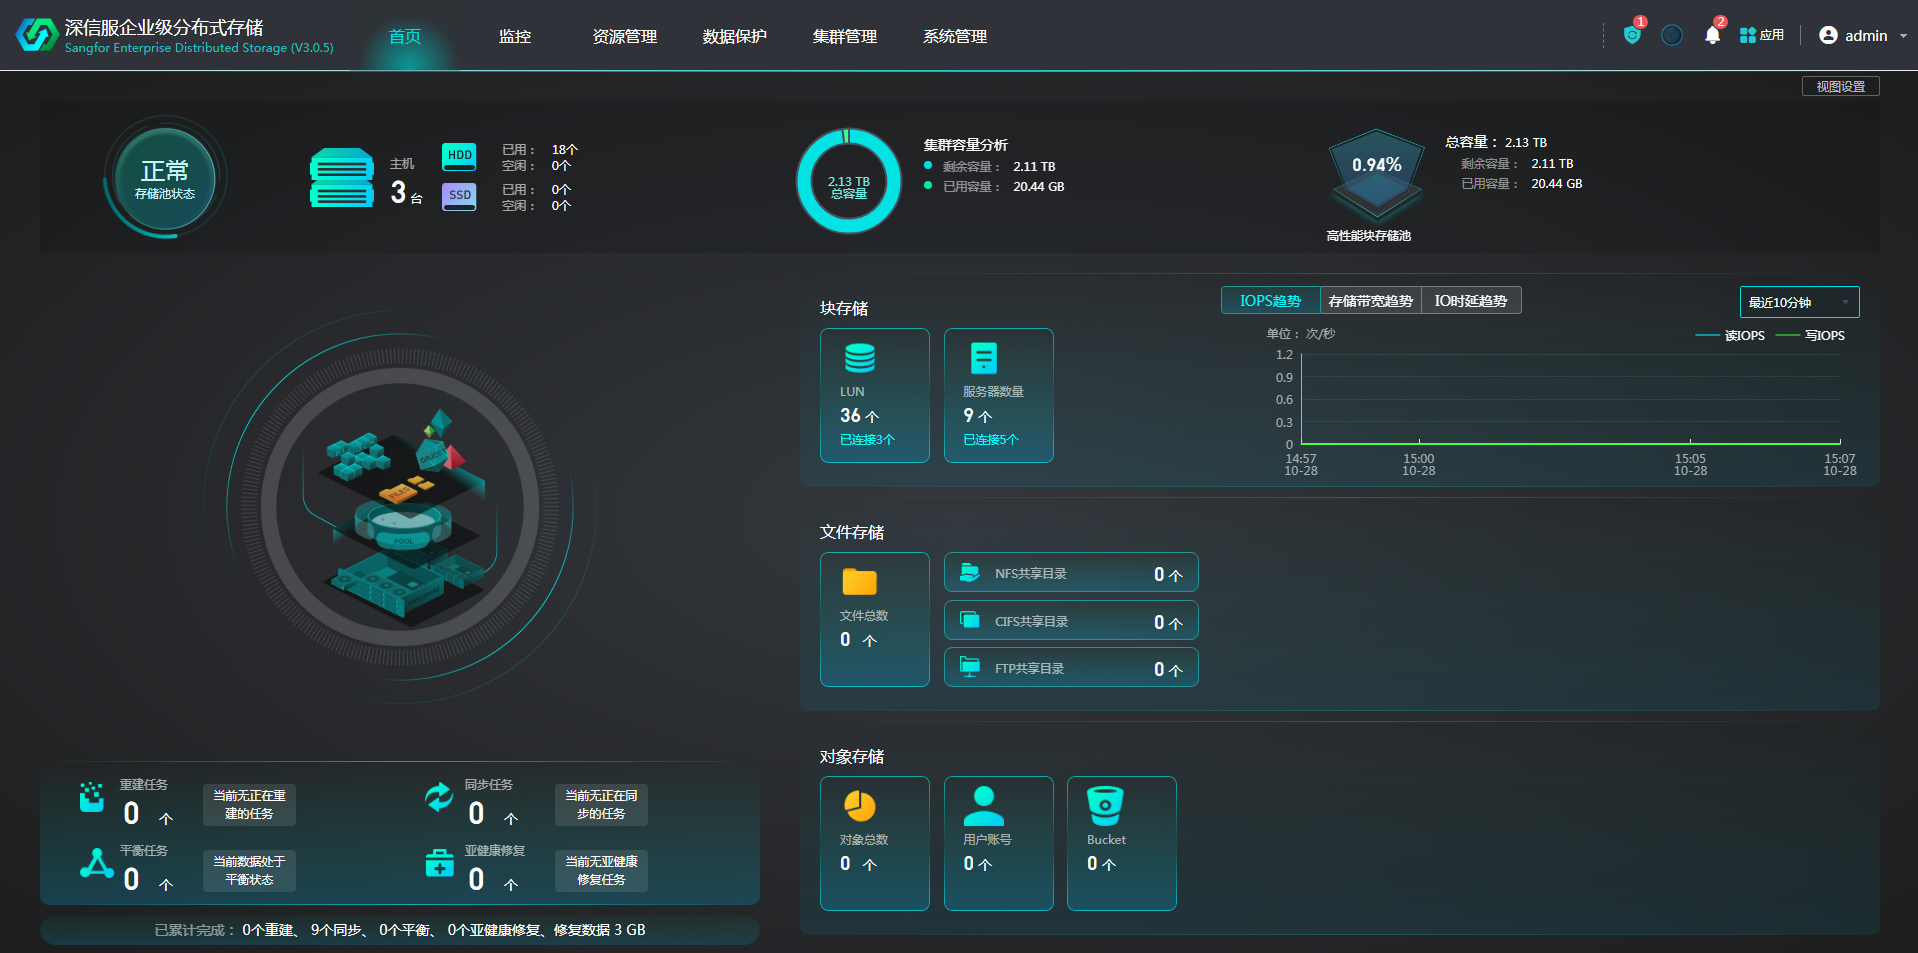 深信服企业级分布式存储
Sangfor Enterprise Distributed Storage (V3.0.5)
首页
监控
资源管理
数据保护
集群管理
系统管理
1
2
应用
admin
视图设置
正常
存储池状态
主机
3 台
HDD
已用： 18个
空闲： 0个
SSD
已用： 0个
空闲： 0个
2.13 TB
总容量
集群容量分析
剩余容量： 2.11 TB
已用容量： 20.44 GB
0.94%
高性能块存储池
总容量： 2.13 TB
剩余容量： 2.11 TB
已用容量： 20.44 GB
块存储
LUN
36 个
已连接3个
服务器数量
9 个
已连接5个
IOPS趋势
存储带宽趋势
IO时延趋势
最近10分钟
单位： 次/秒
读IOPS
写IOPS
1.2
0.9
0.6
0.3
0
14:57
10-28
15:00
10-28
15:05
10-28
15:07
10-28
OBJECT
FILES
POOL
文件存储
文件总数
0 个
NFS共享目录 0 个
CIFS共享目录 0 个
FTP共享目录 0 个
对象存储
对象总数
0 个
用户账号
0 个
Bucket
0 个
重建任务
0 个
当前无正在重
建的任务
同步任务
0 个
当前无正在同
步的任务
平衡任务
0 个
当前数据处于
平衡状态
亚健康修复
0 个
当前无亚健康
修复任务
已累计完成： 0个重建、 9个同步、 0个平衡、 0个亚健康修复、修复数据 3 GB